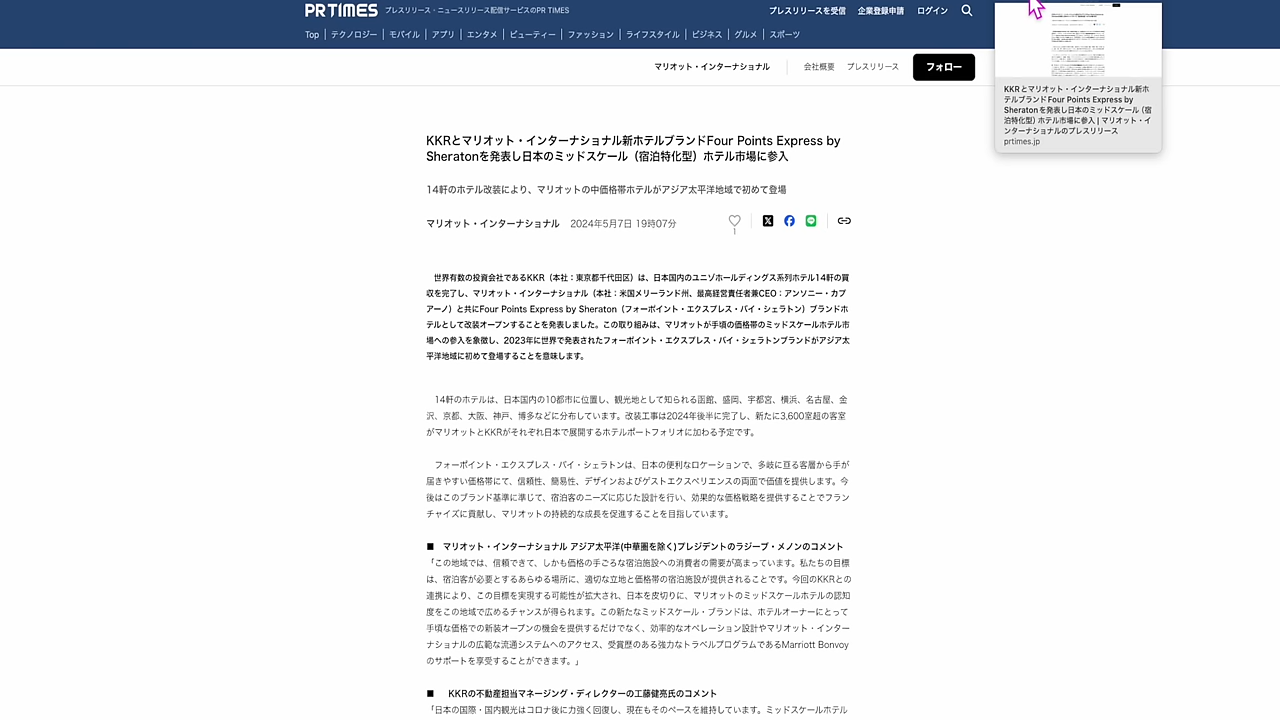 PR TIMES プレスリリース・ニュースリリース配信サービスのPR TIMES
プレスリリースを受信 企業登録申請 ログイン
Top テクノロジー モバイル アプリ エンタメ ビューティー ファッション ライフスタイル ビジネス グルメ スポーツ
マリオット・インターナショナル 会社概要 プレスリリース フォロー
KKRとマリオット・インターナショナル新ホテルブランドFour Points Express by
Sheratonを発表し日本のミッドスケール（宿泊特化型）ホテル市場に参入
14軒のホテル改装により、マリオットの中価格帯ホテルがアジア太平洋地域で初めて登場
マリオット・インターナショナル 2024年5月7日 19時07分
1
世界有数の投資会社であるKKR（本社：東京都千代田区）は、日本国内のユニゾホールディングス系列ホテル14軒の買
収を完了し、マリオット・インターナショナル（本社：米国メリーランド州、最高経営責任者兼CEO：アンソニー・カプ
アーノ）と共にFour Points Express by Sheraton（フォーポイント・エクスプレス・バイ・シェラトン）ブランドホ
テルとして改装オープンすることを発表しました。この取り組みは、マリオットが手頃の価格帯のミッドスケールホテル市
場への参入を象徴し、2023年に世界で発表されたフォーポイント・エクスプレス・バイ・シェラトンブランドがアジア太
平洋地域に初めて登場することを意味します。
14軒のホテルは、日本国内の10都市に位置し、観光地として知られる函館、盛岡、宇都宮、横浜、名古屋、金
沢、京都、大阪、神戸、博多などに分布しています。改装工事は2024年後半に完了し、新たに3,600室超の客室
がマリオットとKKRがそれぞれ日本で展開するホテルポートフォリオに加わる予定です。
フォーポイント・エクスプレス・バイ・シェラトンは、日本の便利なロケーションで、多岐に亘る客層から手が
届きやすい価格帯にて、信頼性、簡易性、デザインおよびゲストエクスペリエンスの両面で価値を提供します。今
後はこのブランド基準に準じて、宿泊客のニーズに応じた設計を行い、効果的な価格戦略を提供することでフラン
チャイズに貢献し、マリオットの持続的な成長を促進することを目指しています。
■ マリオット・インターナショナル アジア太平洋(中華圏を除く)プレジデントのラジーブ・メノンのコメント
「この地域では、信頼できて、しかも価格の手ごろな宿泊施設への消費者の需要が高まっています。私たちの目標
は、宿泊客が必要とするあらゆる場所に、適切な立地と価格帯の宿泊施設が提供されることです。今回のKKRとの
連携により、この目標を実現する可能性が拡大され、日本を皮切りに、マリオットのミッドスケールホテルの認知
度をこの地域で広めるチャンスが得られます。この新たなミッドスケール・ブランドは、ホテルオーナーにとって
手頃な価格での新装オープンの機会を提供するだけでなく、効率的なオペレーション設計やマリオット・インター
ナショナルの広範な流通システムへのアクセス、受賞歴のある強力なトラベルプログラムであるMarriott Bonvoy
のサポートを享受することができます。」
■ KKRの不動産担当マネージング・ディレクターの工藤健亮氏のコメント
「日本の国際・国内観光はコロナ後に力強く回復し、現在もそのペースを維持しています。ミッドスケールホテル
KKRとマリオット・インターナショナル新ホ
テルブランドFour Points Express by
Sheratonを発表し日本のミッドスケール（宿
泊特化型）ホテル市場に参入 | マリオット・イ
ンターナショナルのプレスリリース
prtimes.jp